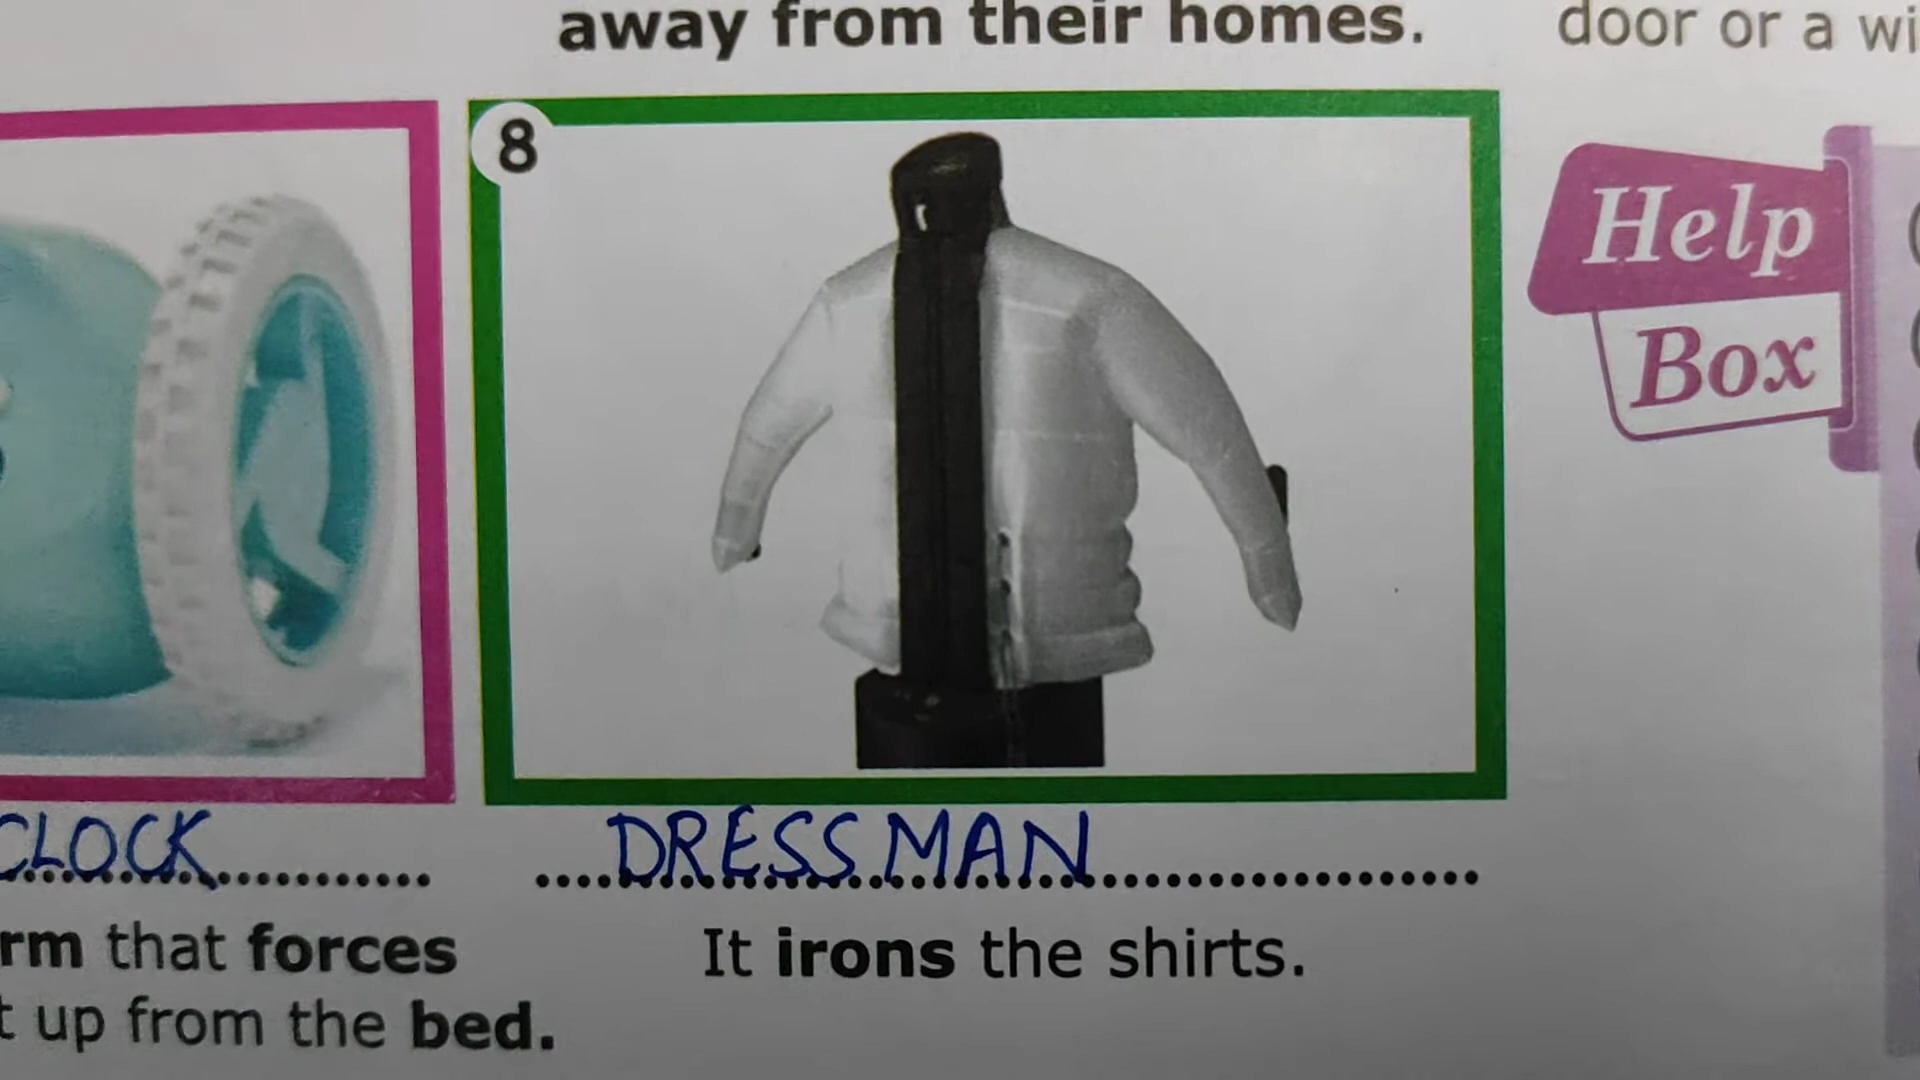 away from their homes.
door or a wi
8
Help
Box
CLOCK
DRESSMAN
rm that forces
It irons the shirts.
t up from the bed.